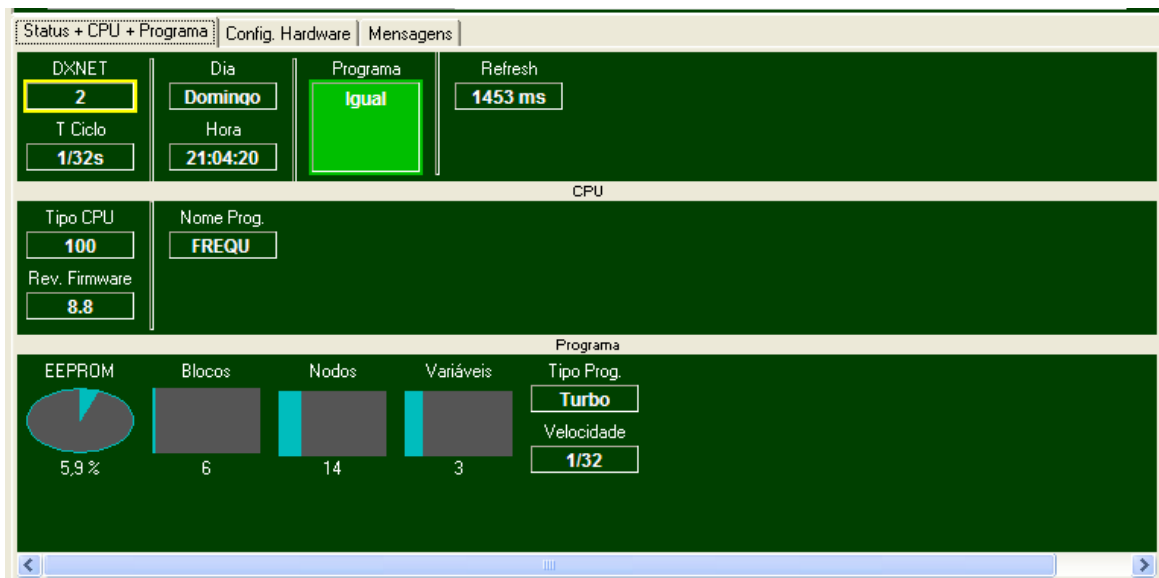 Status + CPU + Programa Config. Hardware Mensagens
DXNET Dia Programa Refresh
2 Domingo Igual 1453 ms
T Ciclo Hora
1/32s 21:04:20
CPU
Tipo CPU Nome Prog.
100 FREQU
Rev. Firmware
8.8
Programa
EEPROM Blocos Nodos Variáveis Tipo Prog.
Turbo
Velocidade
1/32
5,9 % 6 14 3